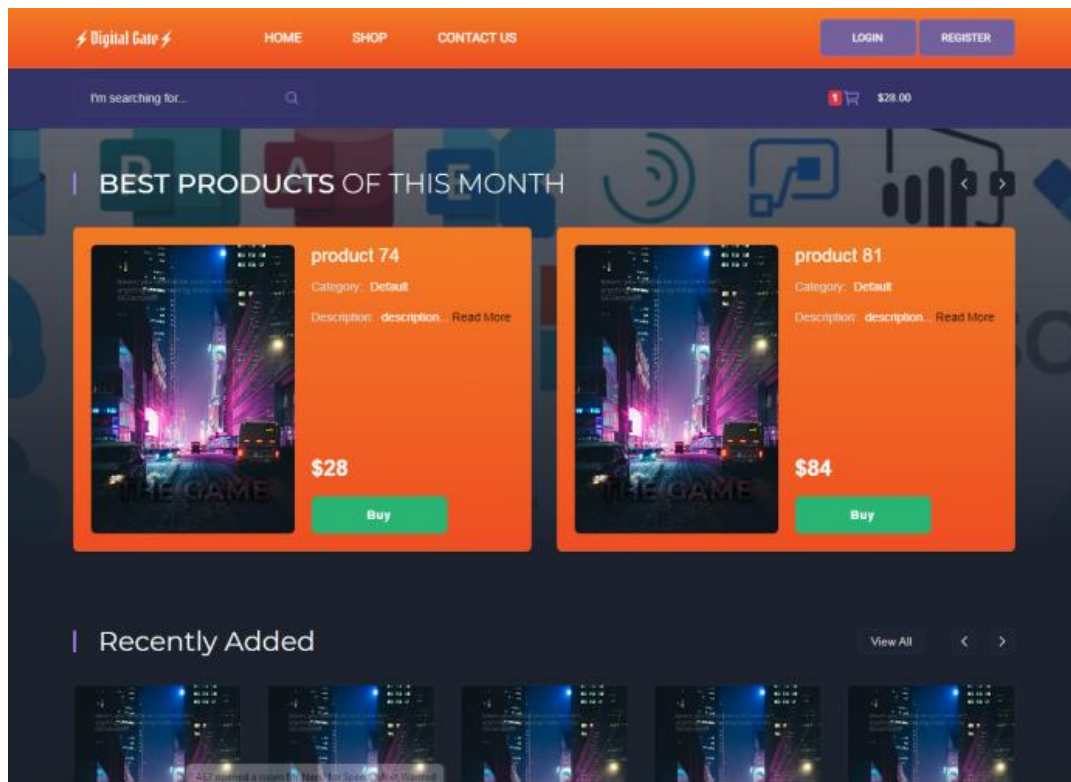 ⚡Digital Gate⚡ HOME SHOP CONTACT US LOGIN REGISTER
I'm searching for... 1 $28.00
BEST PRODUCTS OF THIS MONTH
product 74
Category: Default
Description: description... Read More
THE GAME
$28
Buy
product 81
Category: Default
Description: description... Read More
THE GAME
$84
Buy
Recently Added View All